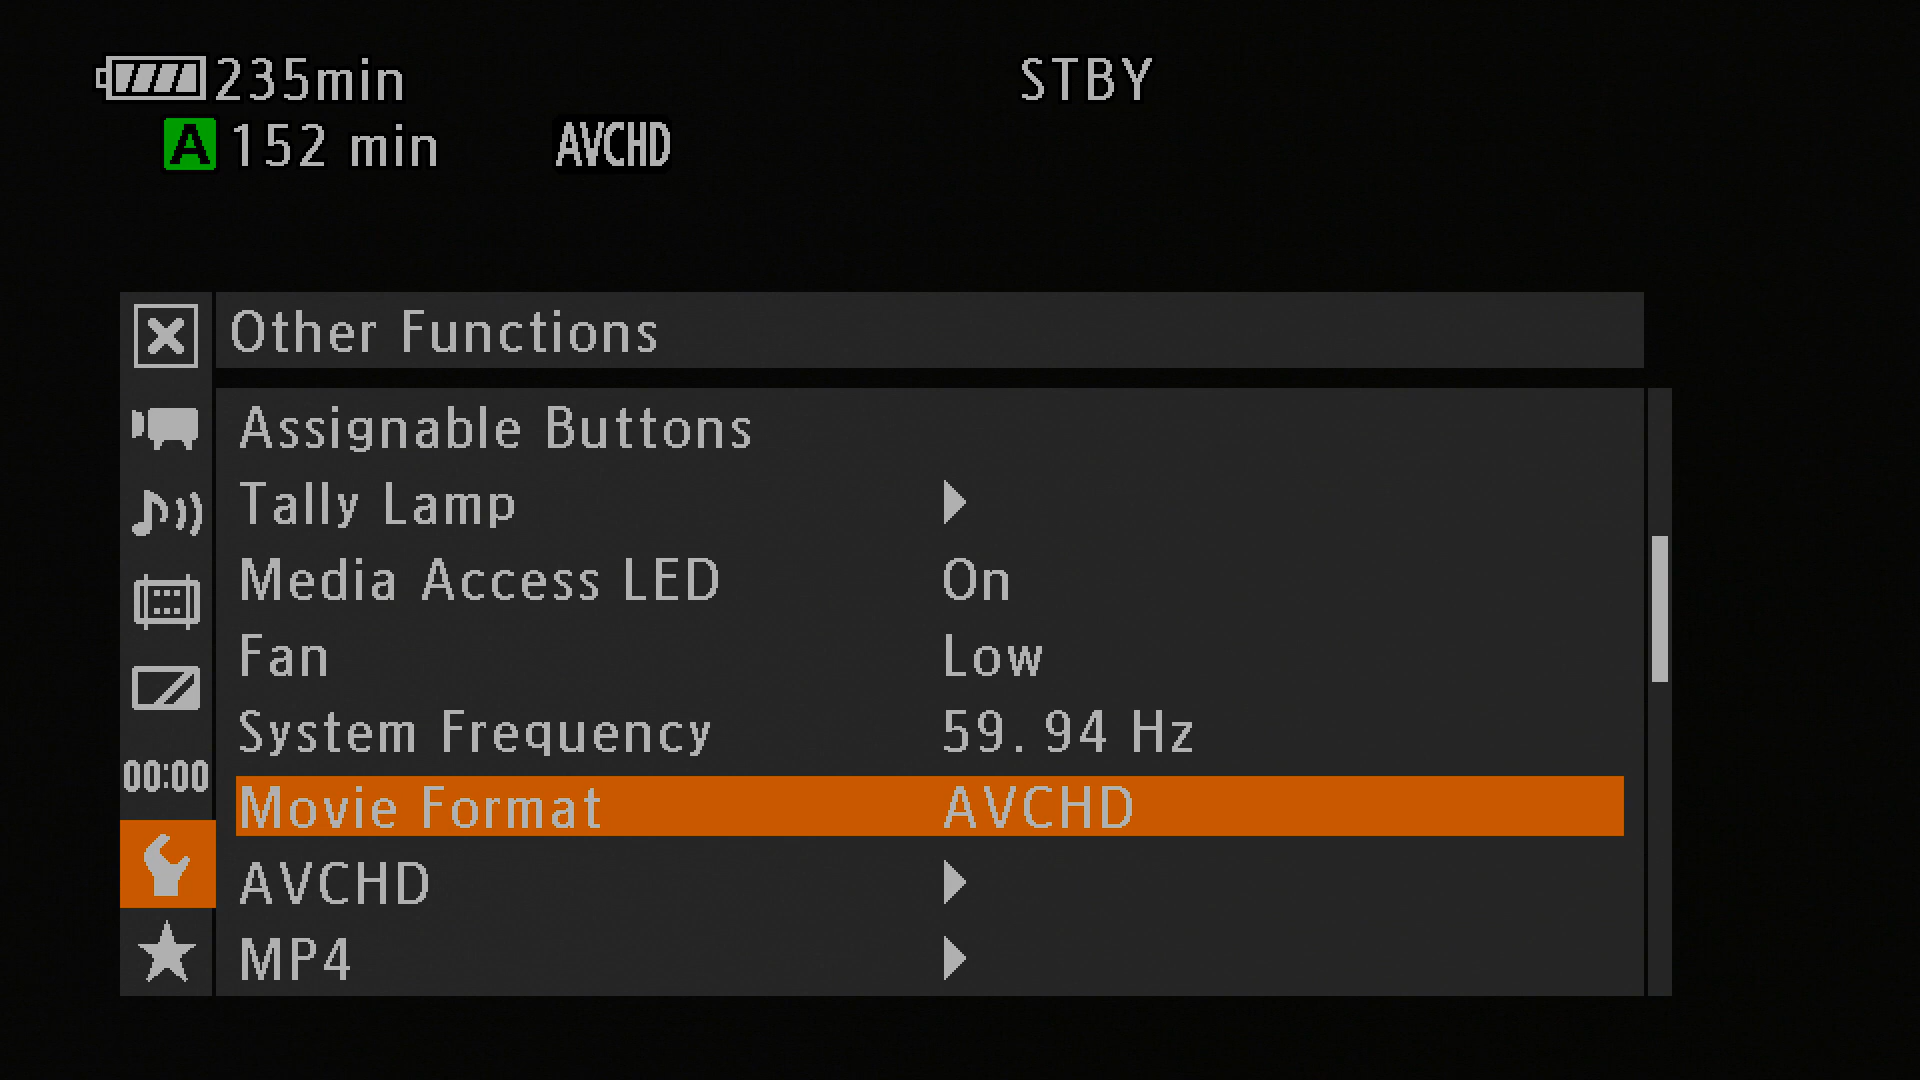 235min
STBY
A 152 min
AVCHD
Other Functions
Assignable Buttons
Tally Lamp
Media Access LED On
Fan Low
System Frequency 59.94 Hz
00:00
Movie Format AVCHD
AVCHD
MP4